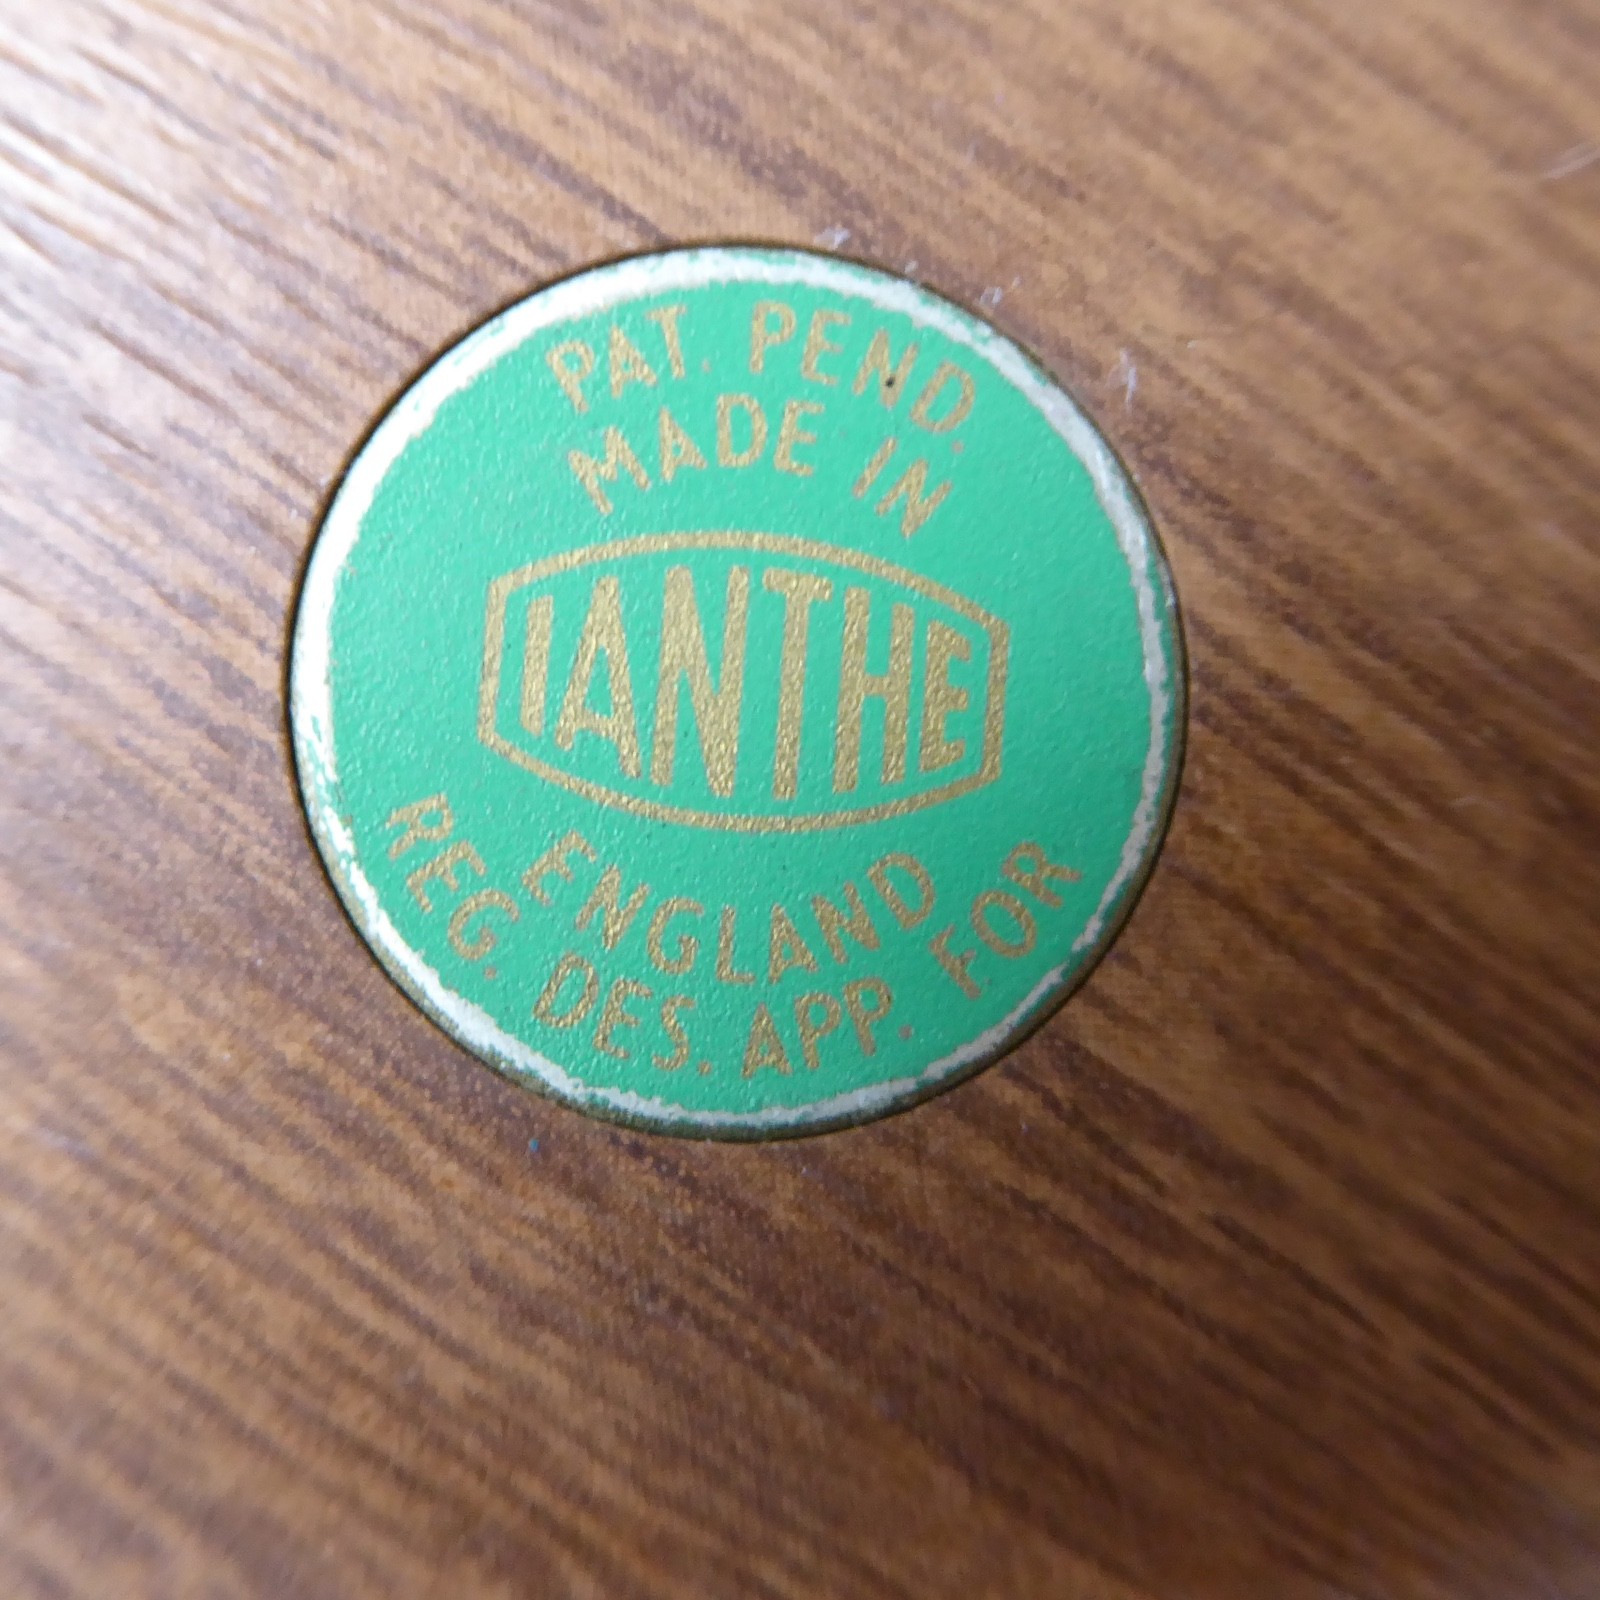 PAT. PEND.
MADE IN
IANTHE
ENGLAND
REG. DES. APP. FOR